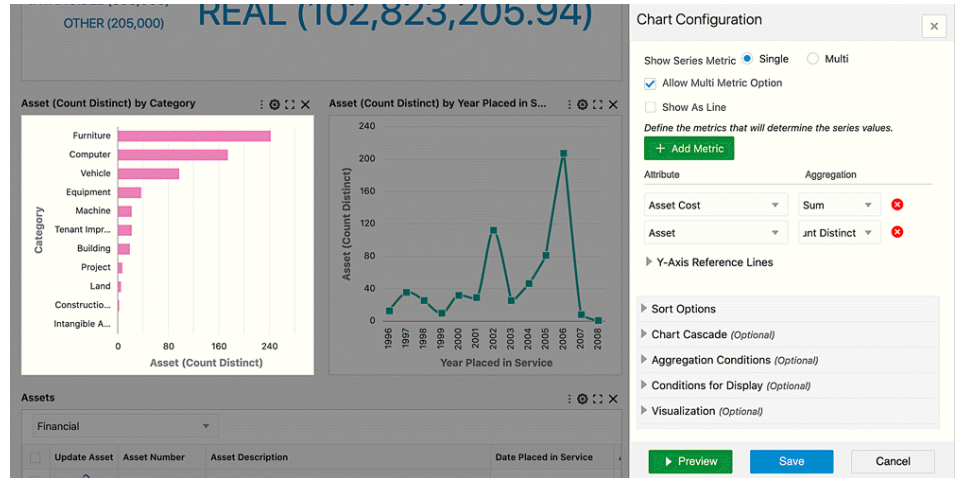 OTHER (205,000)
REAL (102,823,205.94)
Asset (Count Distinct) by Category
Furniture
Computer
Vehicle
Equipment
Machine
Tenant Impr...
Building
Project
Land
Constructio...
Intangible A...
Category
0 80 160 240
Asset (Count Distinct)
Asset (Count Distinct) by Year Placed in S...
240
200
160
120
80
40
0
Asset (Count Distinct)
1996 1997 1998 1999 2000 2001 2002 2003 2004 2005 2006 2007 2008
Year Placed in Service
Assets
Financial
Update Asset Asset Number Asset Description Date Placed in Service
Chart Configuration
Show Series Metric Single Multi
Allow Multi Metric Option
Show As Line
Define the metrics that will determine the series values.
+ Add Metric
Attribute Aggregation
Asset Cost Sum
Asset unt Distinct
Y-Axis Reference Lines
Sort Options
Chart Cascade (Optional)
Aggregation Conditions (Optional)
Conditions for Display (Optional)
Visualization (Optional)
Preview Save Cancel